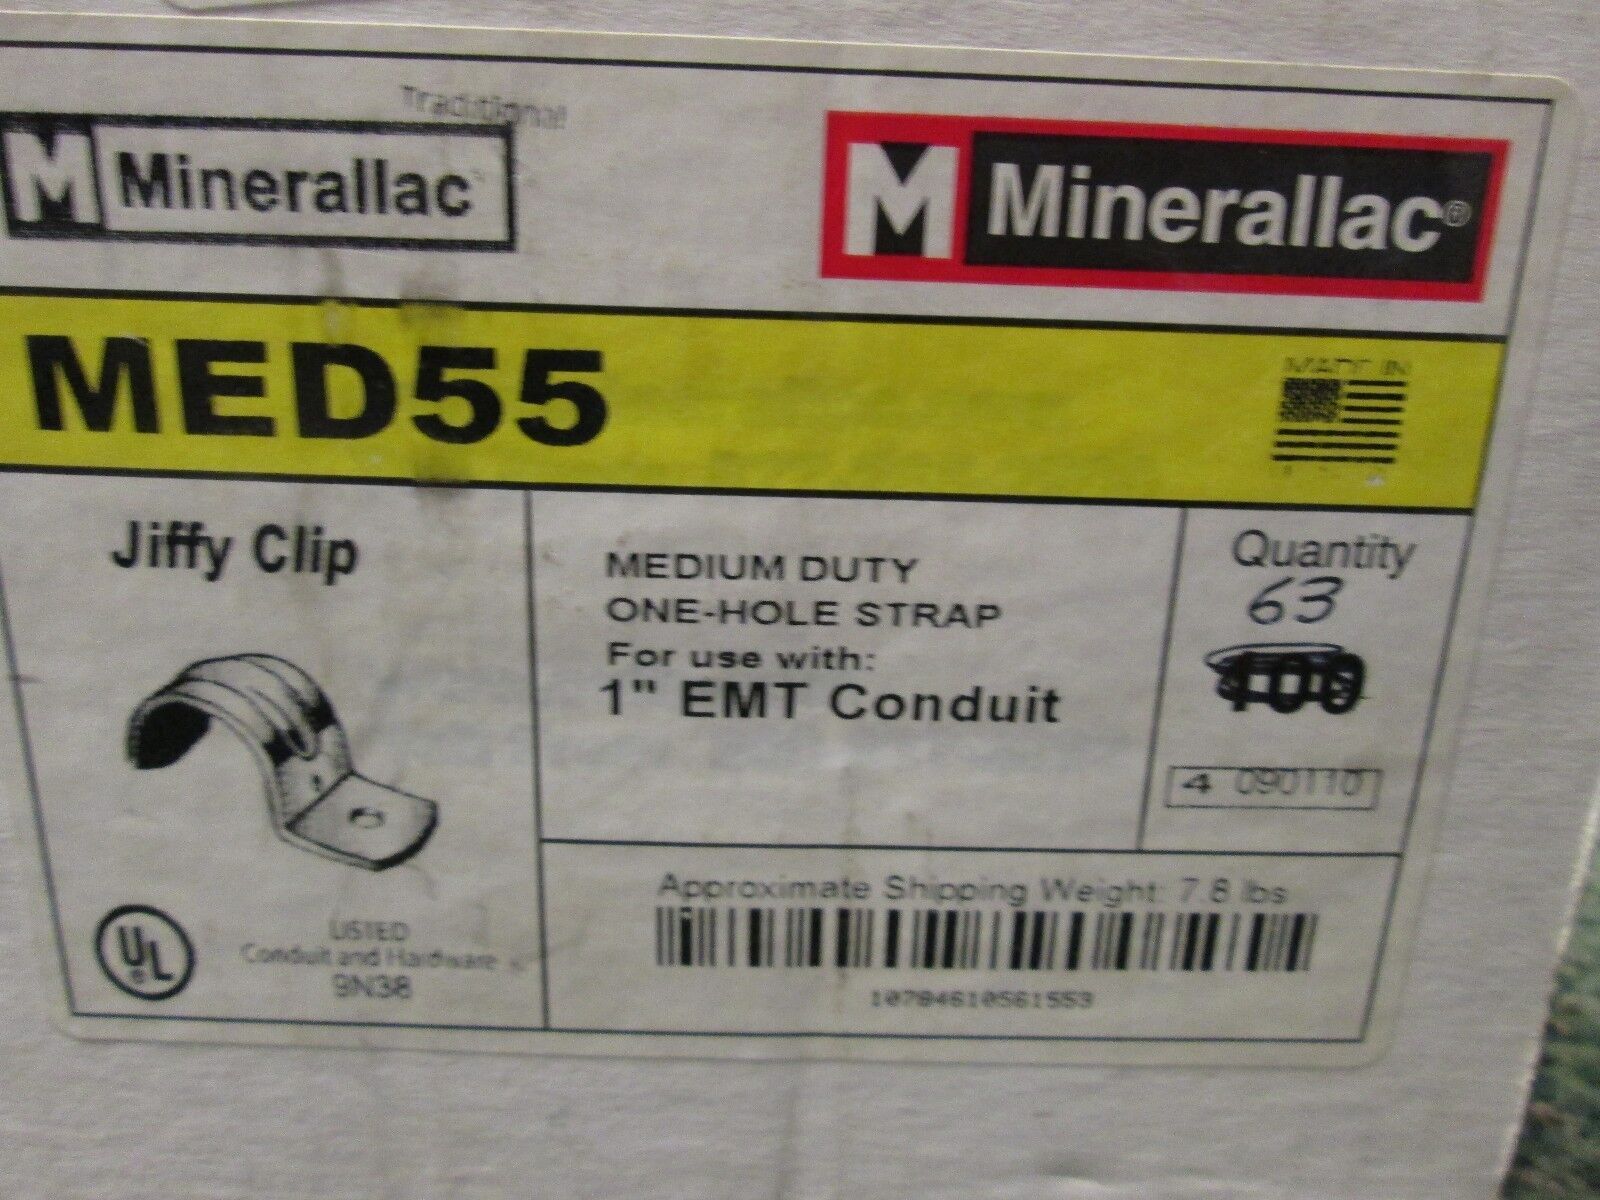 Traditional
M Minerallac
M Minerallac®
MED55
MADE IN
Jiffy Clip
MEDIUM DUTY
ONE-HOLE STRAP
For use with:
1" EMT Conduit
Quantity
63
100
4 090110
UL
®
LISTED
Conduit and Hardware
9N38
Approximate Shipping Weight: 7.8 lbs
10784610561553